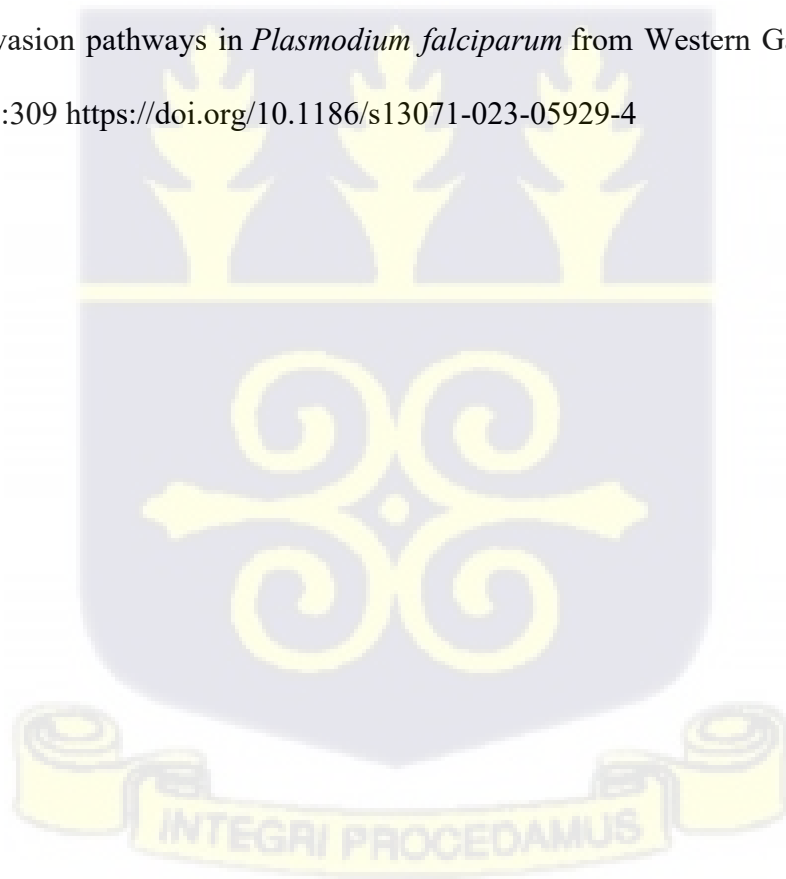 vasion pathways in Plasmodium falciparum from Western Ga
:309 https://doi.org/10.1186/s13071-023-05929-4
INTEGRI PROCEDAMUS